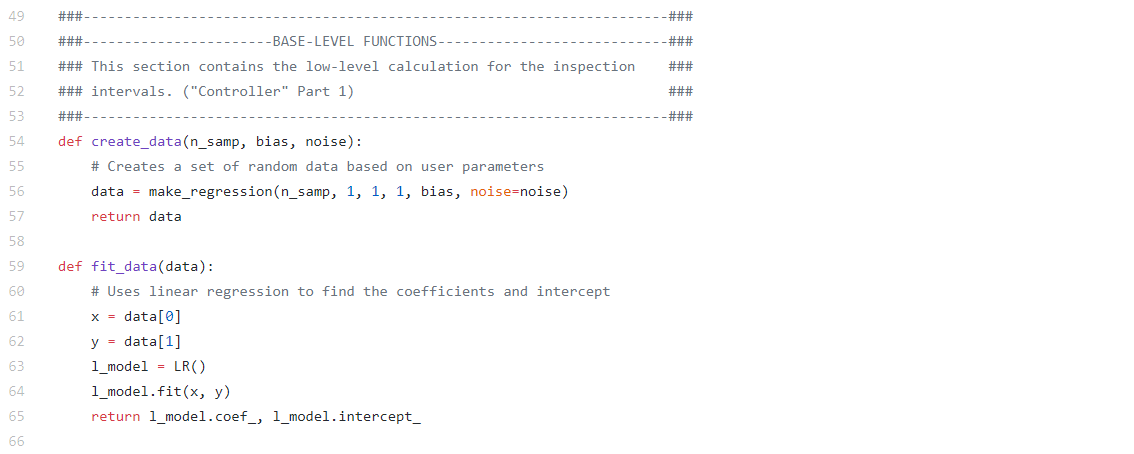 49 ###-----------------------------------------------------------------------###
50 ###-----------------------BASE-LEVEL FUNCTIONS----------------------------###
51 ### This section contains the low-level calculation for the inspection    ###
52 ### intervals. ("Controller" Part 1)                                      ###
53 ###-----------------------------------------------------------------------###
54 def create_data(n_samp, bias, noise):
55     # Creates a set of random data based on user parameters
56     data = make_regression(n_samp, 1, 1, 1, bias, noise=noise)
57     return data
58
59 def fit_data(data):
60     # Uses linear regression to find the coefficients and intercept
61     x = data[0]
62     y = data[1]
63     l_model = LR()
64     l_model.fit(x, y)
65     return l_model.coef_, l_model.intercept_
66